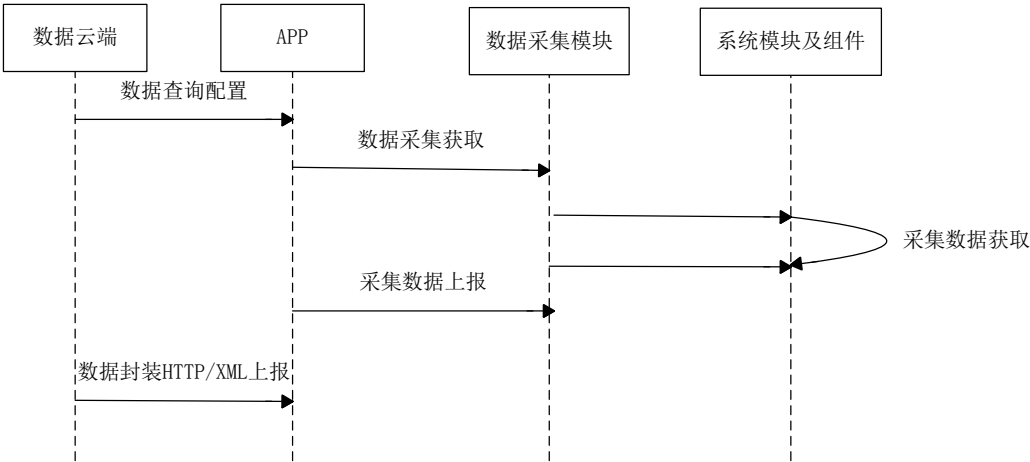 数据云端
APP
数据采集模块
系统模块及组件
数据查询配置
数据采集获取
采集数据获取
采集数据上报
数据封装HTTP/XML上报